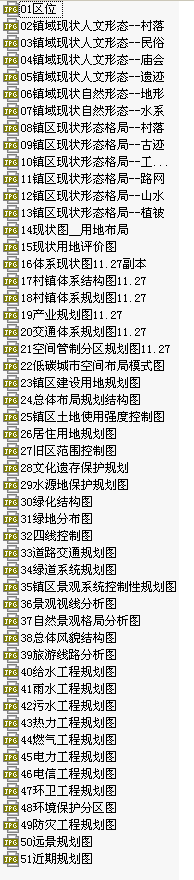 01区位
02镇域现状人文形态--村落
03镇域现状人文形态--民俗
04镇域现状人文形态--庙会
05镇域现状人文形态--遗迹
06镇域现状自然形态--地形
07镇域现状自然形态--水系
08镇区现状形态格局--村落
09镇区现状形态格局--古迹
10镇区现状形态格局--工...
11镇区现状形态格局--路网
12镇区现状形态格局--山水
13镇区现状形态格局--植被
14现状图__用地布局
15现状用地评价图
16体系现状图11.27副本
17村镇体系结构图11.27
18村镇体系规划图11.27
19产业规划图11.27
20交通体系规划图11.27
21空间管制分区规划图11.27
22低碳城市空间布局模式图
23镇区建设用地规划图
24总体布局规划结构图
25镇区土地使用强度控制图
26居住用地规划图
27旧区范围控制图
28文化遗存保护规划
29水源地保护规划图
30绿化结构图
31绿地分布图
32四线控制图
33道路交通规划图
34绿道系统规划图
35镇区景观系统控制性规划图
36景观视线分析图
37自然景观格局分析图
38总体风貌结构图
39旅游线路分析图
40给水工程规划图
41雨水工程规划图
42污水工程规划图
43热力工程规划图
44燃气工程规划图
45电力工程规划图
46电信工程规划图
47环卫工程规划图
48环境保护分区图
49防灾工程规划图
50远景规划图
51近期规划图